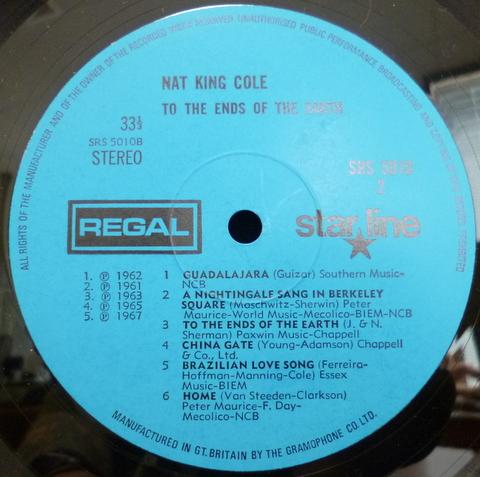 ALL RIGHTS OF THE MANUFACTURER AND OF THE OWNER OF THE RECORDED WORK RESERVED UNAUTHORISED PUBLIC PERFORMANCE BROADCASTING AND COPYING OF THIS RECORD PROHIBITED
NAT KING COLE
TO THE ENDS OF THE EARTH
33⅓
SRS 5010B
STEREO
SRS 5010
2
REGAL
starline
1. ℗ 1962
2. ℗ 1961
3. ℗ 1963
4. ℗ 1965
5. ℗ 1967
1 GUADALAJARA (Guizar) Southern Music-
NCB
2 A NIGHTINGALE SANG IN BERKELEY
SQUARE (Maschwitz-Sherwin) Peter
Maurice-World Music-Mecolico-BIEM-NCB
3 TO THE ENDS OF THE EARTH (J. & N.
Sherman) Paxwin Music-Chappell
4 CHINA GATE (Young-Adamson) Chappell
& Co., Ltd.
5 BRAZILIAN LOVE SONG (Ferreira-
Hoffman-Manning-Cole) Essex
Music-BIEM
6 HOME (Van Steeden-Clarkson)
Peter Maurice-F. Day-
Mecolico-NCB
MANUFACTURED IN GT. BRITAIN BY THE GRAMOPHONE CO. LTD.